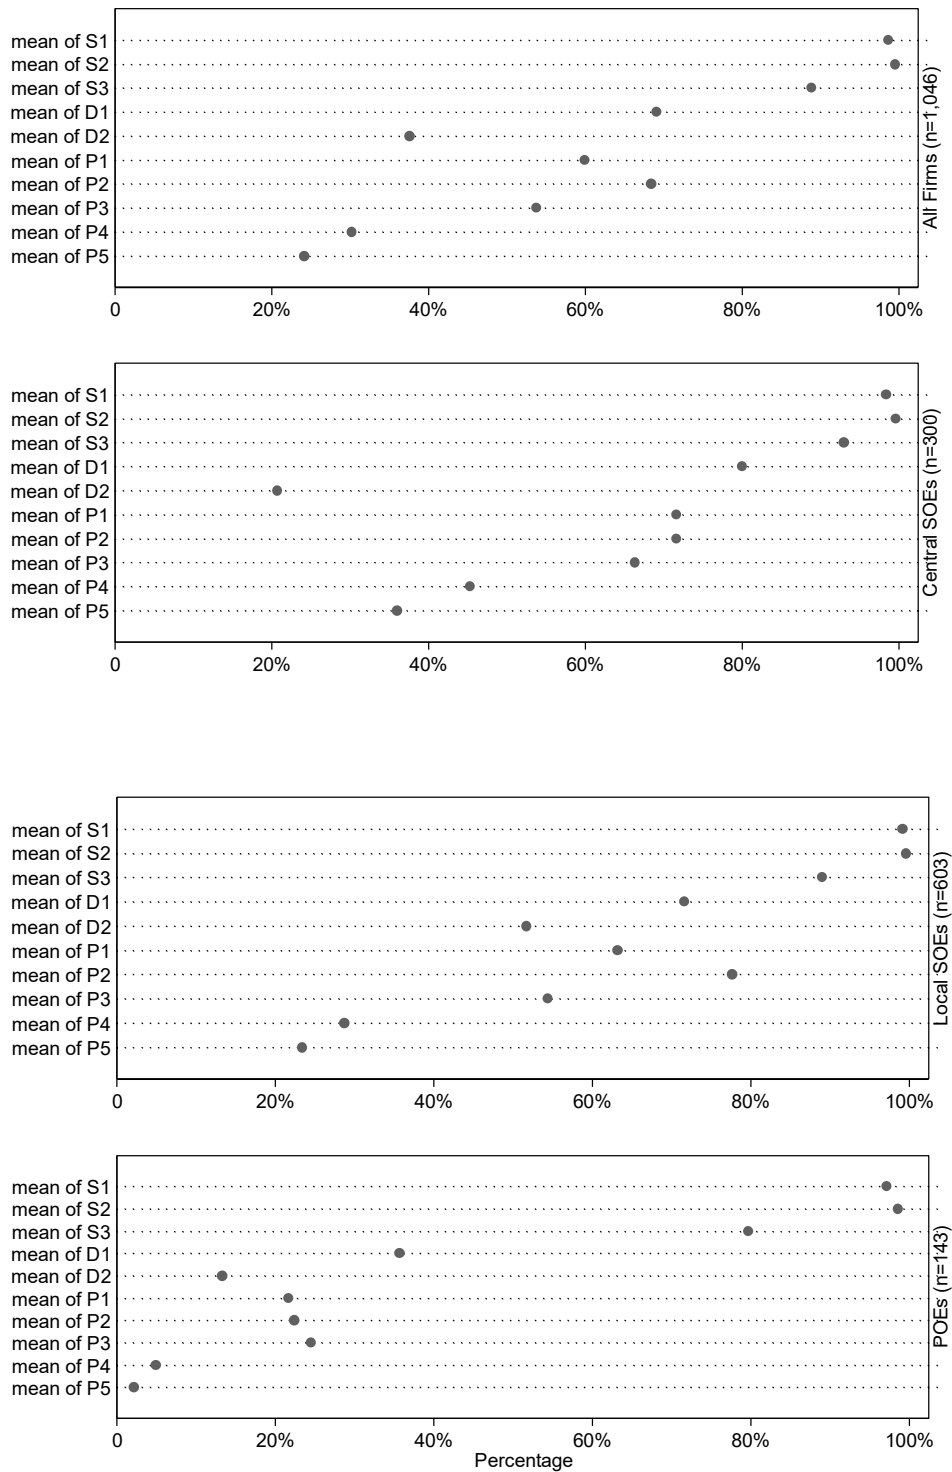 mean of S1
mean of S2
mean of S3
mean of D1
mean of D2
mean of P1
mean of P2
mean of P3
mean of P4
mean of P5
0 20% 40% 60% 80% 100%
All Firms (n=1,046)
mean of S1
mean of S2
mean of S3
mean of D1
mean of D2
mean of P1
mean of P2
mean of P3
mean of P4
mean of P5
0 20% 40% 60% 80% 100%
Central SOEs (n=300)
mean of S1
mean of S2
mean of S3
mean of D1
mean of D2
mean of P1
mean of P2
mean of P3
mean of P4
mean of P5
0 20% 40% 60% 80% 100%
Local SOEs (n=603)
mean of S1
mean of S2
mean of S3
mean of D1
mean of D2
mean of P1
mean of P2
mean of P3
mean of P4
mean of P5
0 20% 40% 60% 80% 100%
POEs (n=143)
Percentage